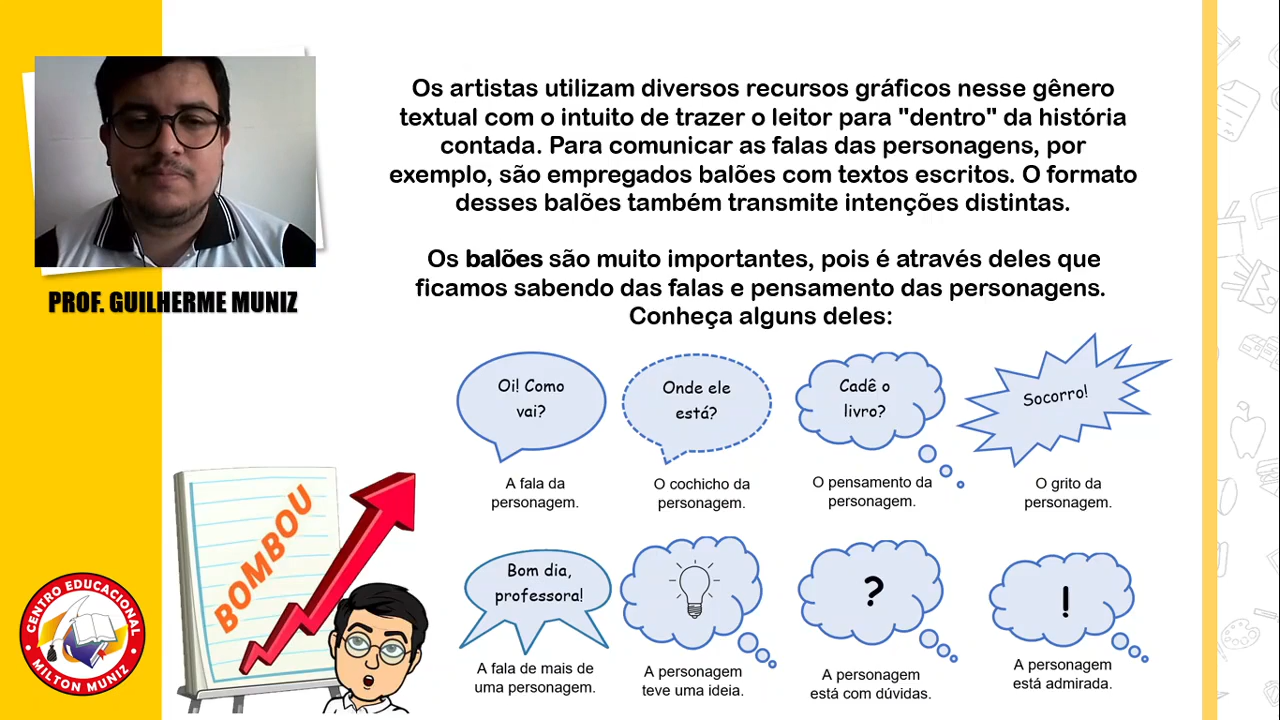 Os artistas utilizam diversos recursos gráficos nesse gênero
textual com o intuito de trazer o leitor para "dentro" da história
contada. Para comunicar as falas das personagens, por
exemplo, são empregados balões com textos escritos. O formato
desses balões também transmite intenções distintas.
Os balões são muito importantes, pois é através deles que
ficamos sabendo das falas e pensamento das personagens.
Conheça alguns deles:
PROF. GUILHERME MUNIZ
Oi! Como
vai?
A fala da
personagem.
Onde ele
está?
O cochicho da
personagem.
Cadê o
livro?
O pensamento da
personagem.
Socorro!
O grito da
personagem.
Bom dia,
professora!
A fala de mais de
uma personagem.
A personagem
teve uma ideia.
?
A personagem
está com dúvidas.
!
A personagem
está admirada.
BOMBOU
CENTRO EDUCACIONAL
MILTON MUNIZ